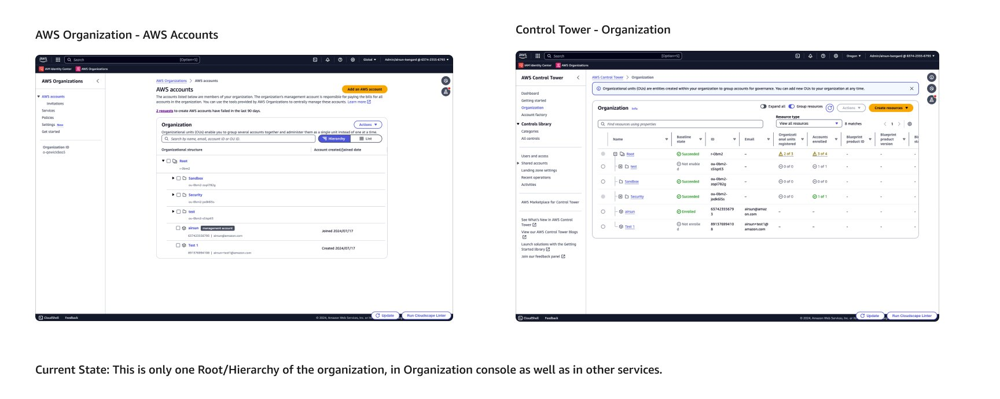 AWS Organization - AWS Accounts
aws
Search
[Option+S]
Global
Admin/airsun-Isengard @ 6374-2355-6793
IAM Identity Center
AWS Organizations
AWS Organizations
AWS accounts
Invitations
Services
Policies
Settings New
Get started
Organization ID
AWS Organizations > AWS accounts
AWS accounts
Add an AWS account
The accounts listed below are members of your organization. The organization's management account is responsible for paying the bills for all
accounts in the organization. You can use the tools provided by AWS Organizations to centrally manage these accounts. Learn more
2 requests to create AWS accounts have failed in the last 90 days.
Organization
Actions
Organizational units (OUs) enable you to group several accounts together and administer them as a single unit instead of one at a time.
Search by name, email, account ID or OU ID.
Hierarchy
List
Organizational structure
Account created/joined date
Root
r-0bm2
Sandbox
ou-0bm2-zopl782g
Security
ou-0bm2-jodk6l5s
test
ou-0bm2-s5isptl3
airsun management account
637423556793 | airsun@amazon.com
Joined 2024/07/17
Test 1
891376994108 | airsun+test1@amazon.com
Created 2024/07/17
CloudShell
Feedback
© 2024, Amazon Web Services, Inc. or its
Update
Run Cloudscape Linter
Control Tower - Organization
aws
Search
[Option+S]
Oregon
Admin/airsun-Isengard @ 6374-2355-6793
IAM Identity Center
AWS Organizations
AWS Control Tower
Dashboard
Getting started
Organization
Account factory
Controls library
Categories
All controls
Users and access
Shared accounts
Landing zone settings
Recent operations
Activities
AWS Marketplace for Control Tower
See What's New in AWS Control
Tower
View our AWS Control Tower Blogs
Launch solutions with the Getting
Started library
Join our feedback panel
AWS Control Tower > Organization
Organizational units (OUs) are entities created within your organization to group accounts for governance. You can add new OUs to your organization at any time.
Organization Info
Expand all
Group resources
Actions
Create resources
Find resources using properties
Resource type
View all resources
8 matches
1
Name
Baseline
state
ID
Email
Organizati
onal units
registered
Accounts
enrolled
Blueprint
product ID
Blueprint
product
version
Root
Succeeded
r-0bm2
–
2 of 3
3 of 4
-
-
-
test
Not enable
d
ou-0bm2-
s5isptl3
–
0 of 0
1 of 1
-
-
-
Sandbox
Succeeded
ou-0bm2-
zopl782g
–
0 of 0
0 of 0
-
-
-
Security
Succeeded
ou-0bm2-
jodk6l5s
–
0 of 0
1 of 1
-
-
-
airsun
Enrolled
63742355679
3
airsun@amaz
on.com
–
–
-
-
-
Test 1
Not enrolle
d
89137699410
8
airsun+test1@
amazon.com
–
–
-
-
-
CloudShell
Feedback
© 2024, Amazon Web Services, Inc. or its
Update
Run Cloudscape Linter
Current State: This is only one Root/Hierarchy of the organization, in Organization console as well as in other services.